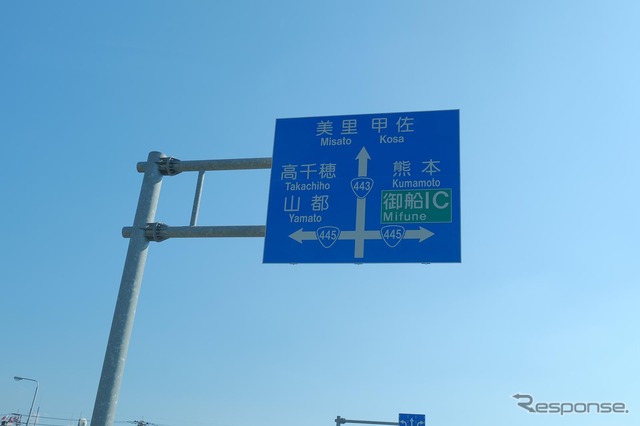 美里 甲佐
Misato Kosa
高千穂
Takachiho
山都
Yamato
熊本
Kumamoto
御船IC
Mifune
443
445
445
Response.